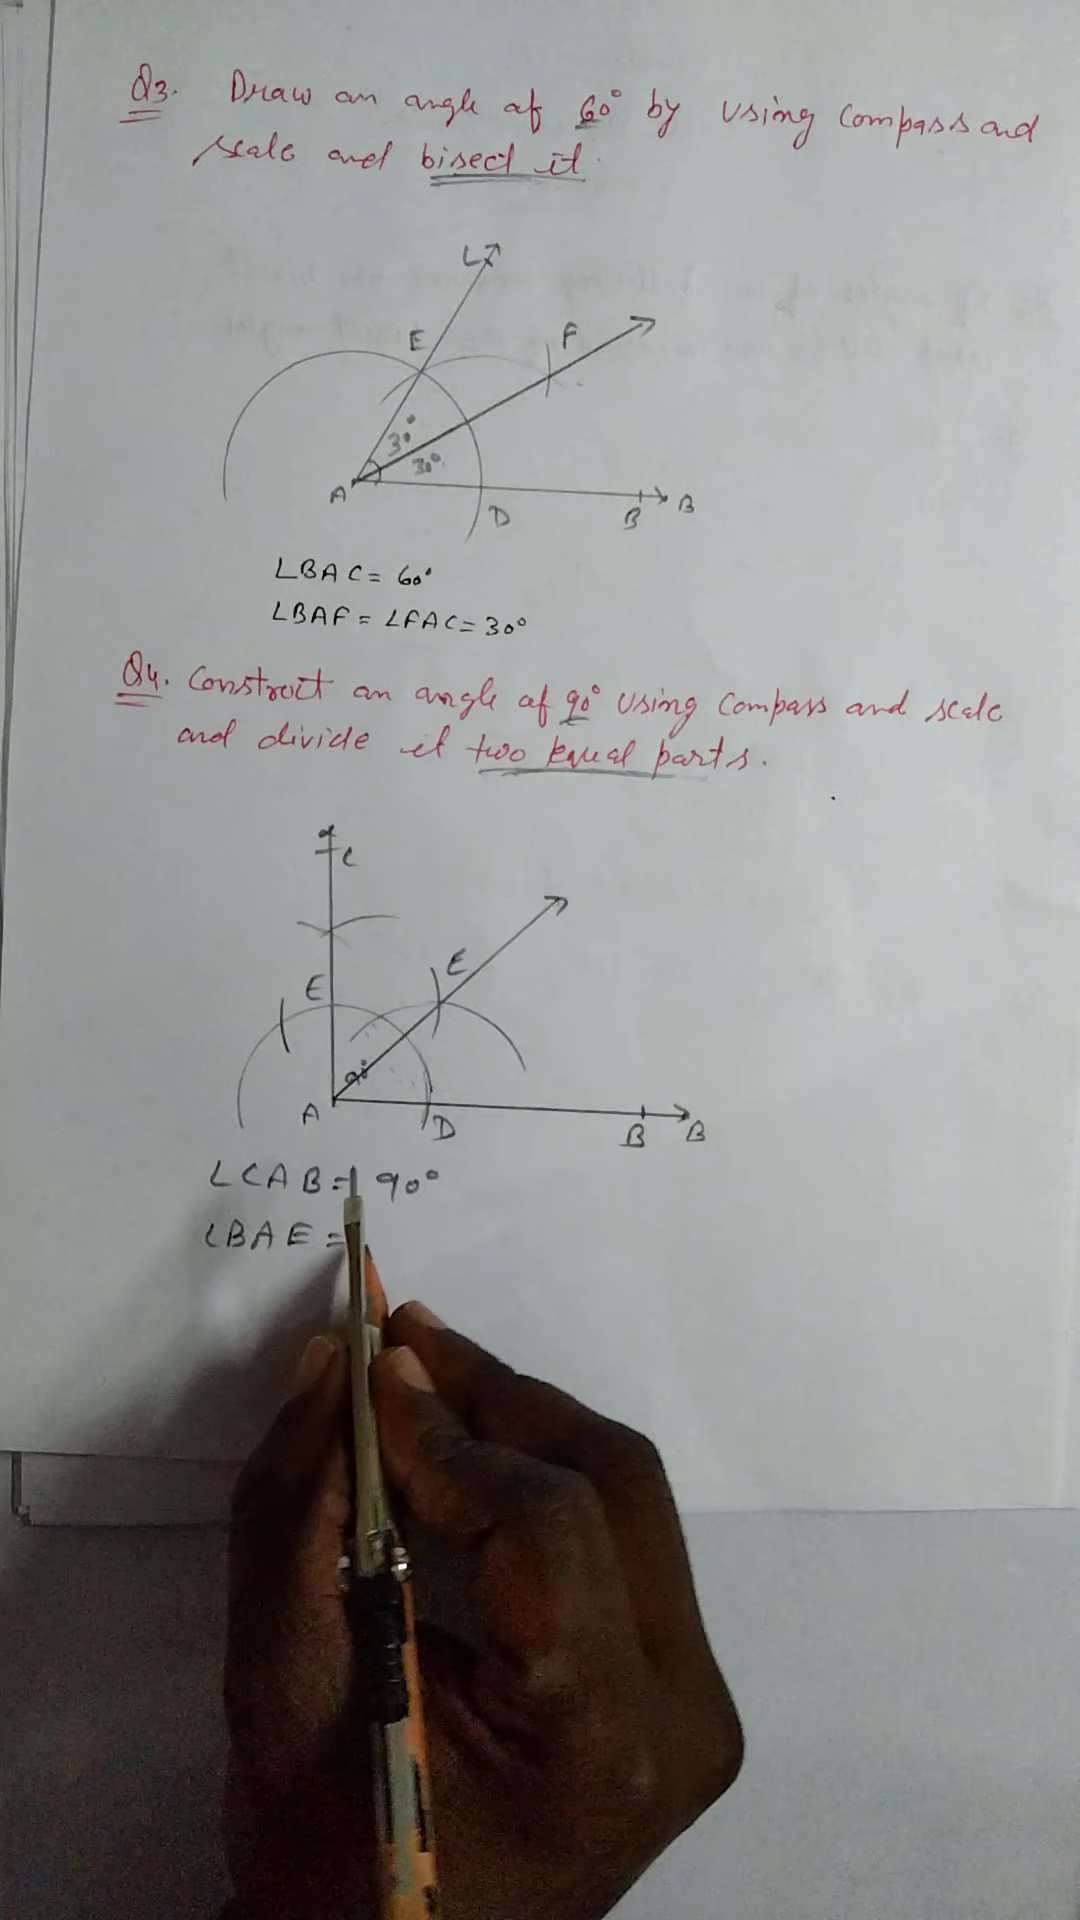 Q3. Draw an angle of 60° by using compass and
scale and bisect it.
C
E
F
30°
30°
A
D
B
B
∠BAC = 60°
∠BAF = ∠FAC = 30°
Q4. Construct an angle of 90° using compass and scale
and divide it two equal parts.
C
E
E
90°
A
D
B
B
∠CAB = 90°
∠BAE =